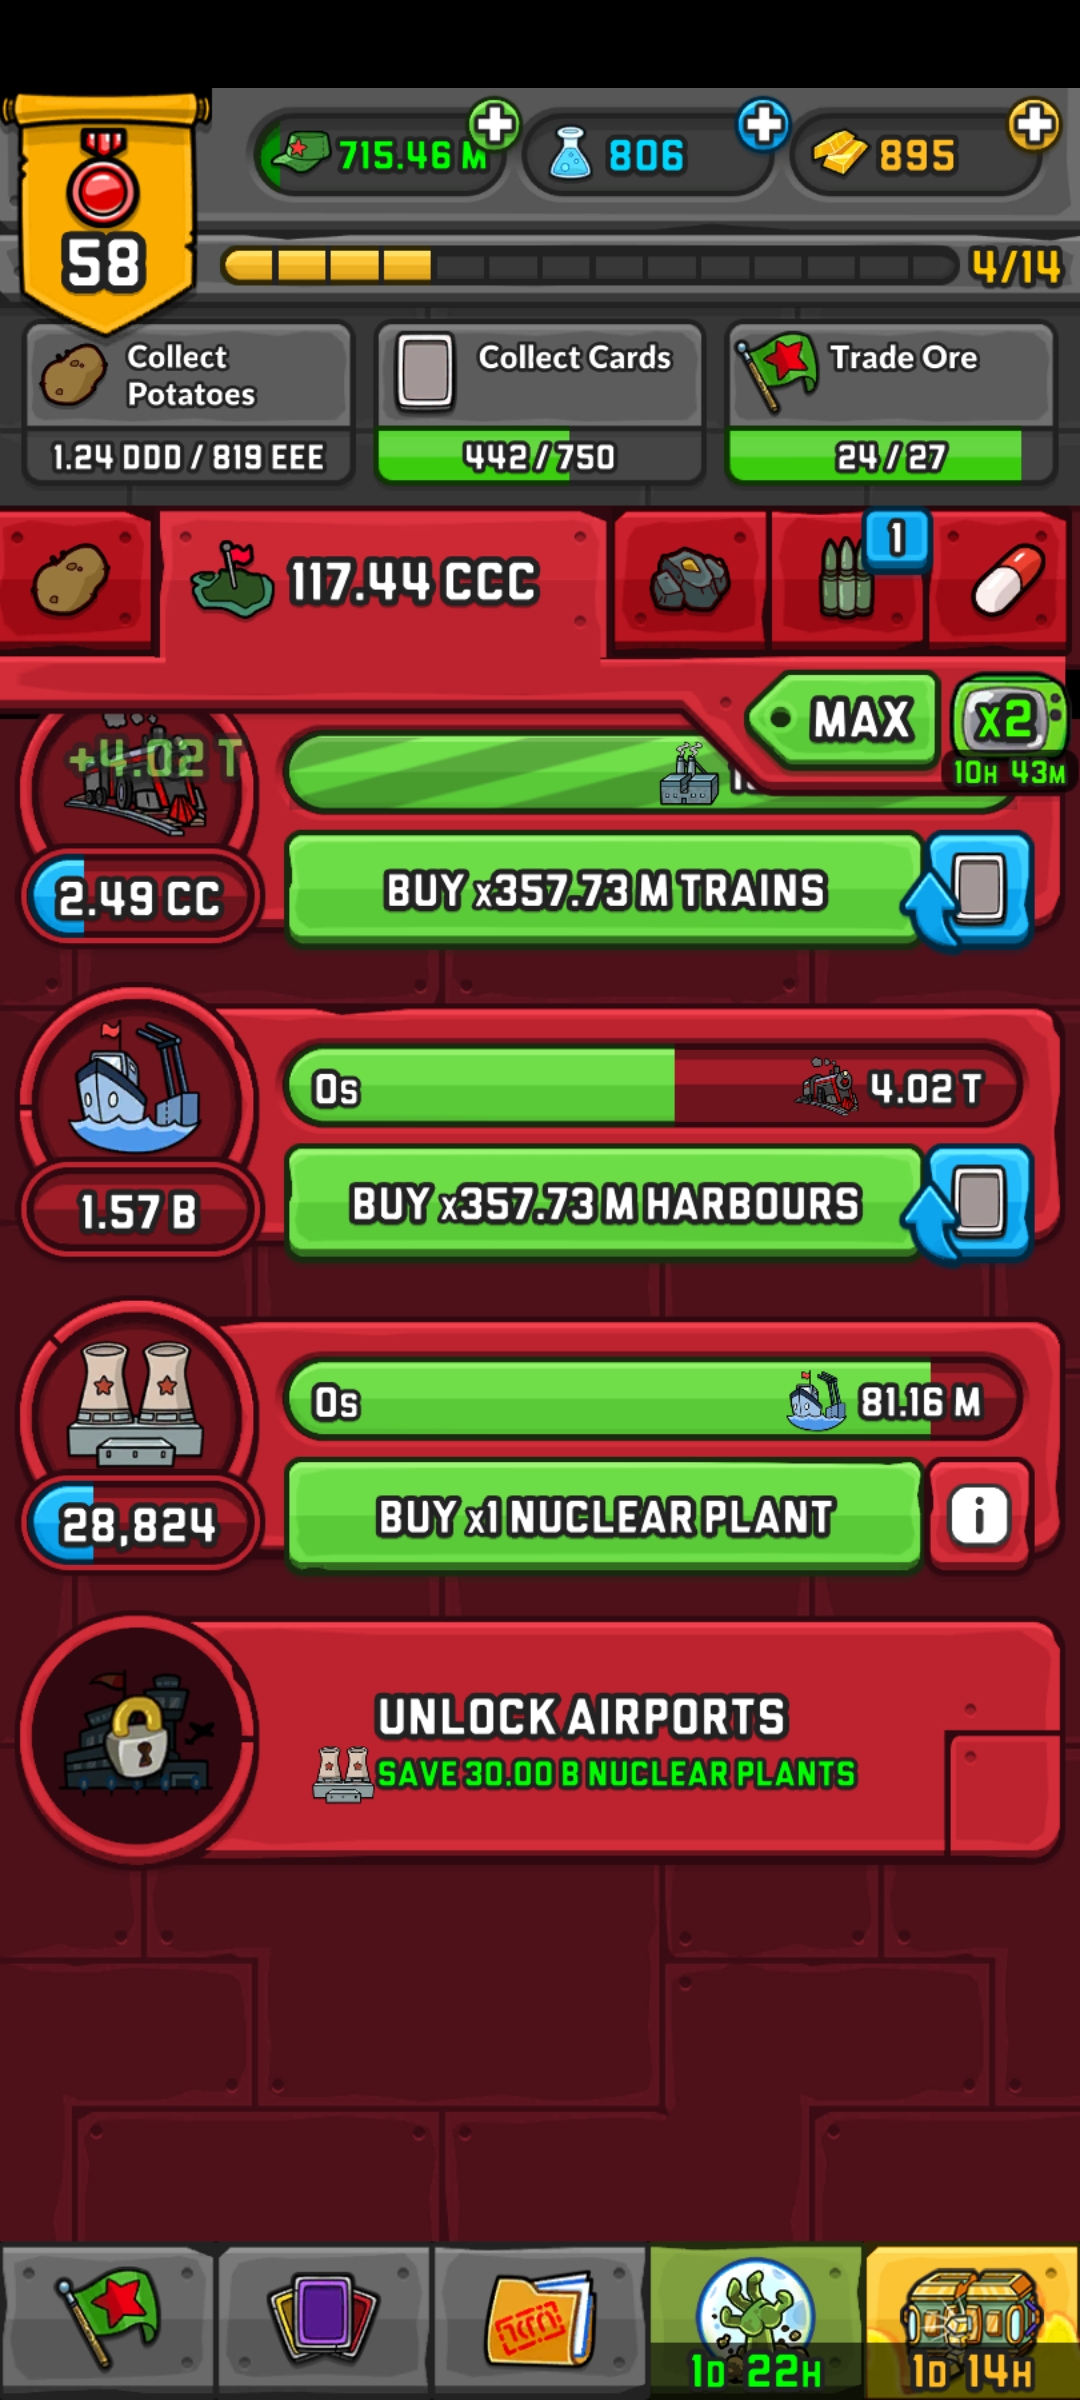 58
715.46 M
806
895
4/14
Collect
Potatoes
Collect Cards
Trade Ore
1.24 DDD / 819 EEE
442/750
24/27
117.44 CCC
1
MAX
x2
10H 43M
+4.02 T
2.49 CC
BUY x357.73 M TRAINS
0s
4.02 T
1.57 B
BUY x357.73 M HARBOURS
0s
81.16 M
28,824
BUY x1 NUCLEAR PLANT
i
UNLOCK AIRPORTS
SAVE 30.00 B NUCLEAR PLANTS
1D 22H
1D 14H